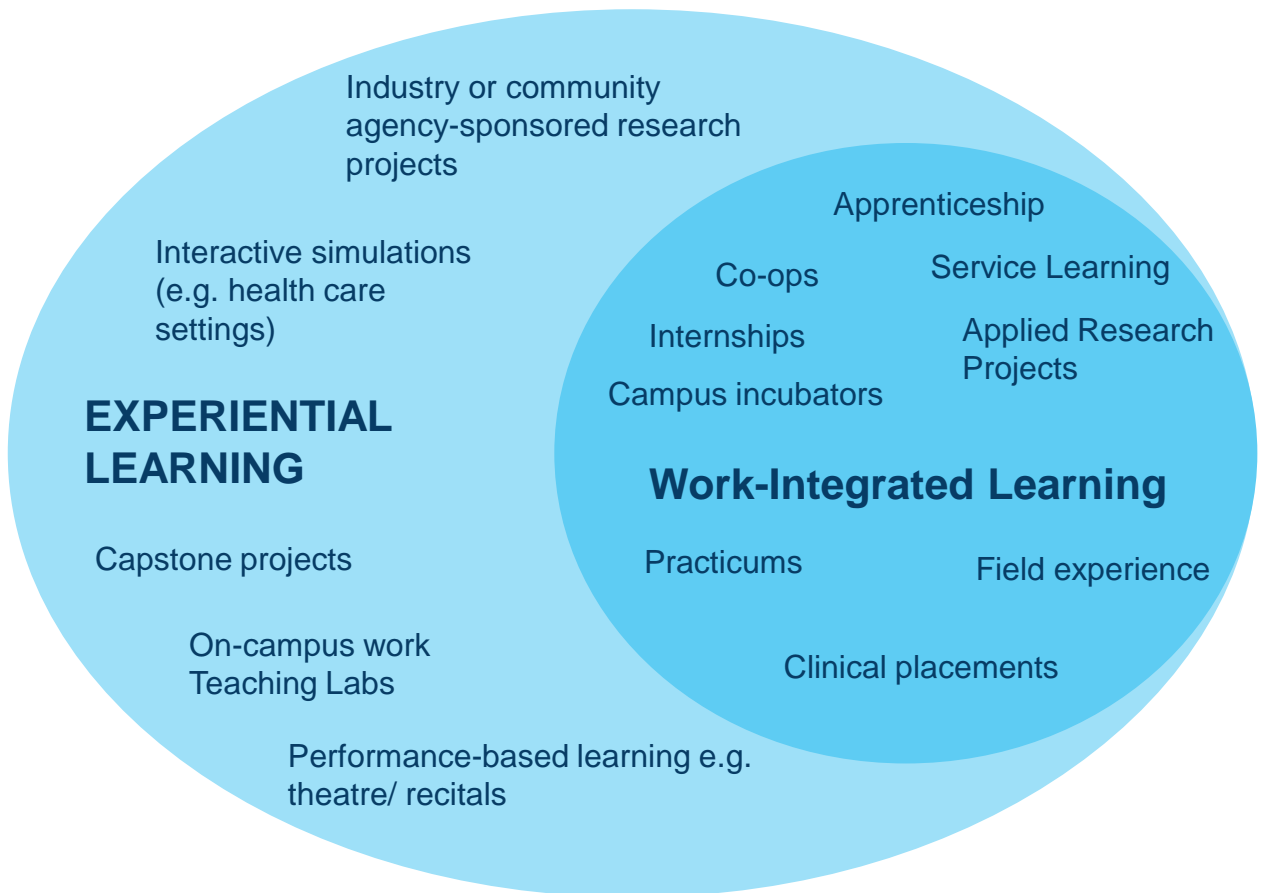 Industry or community
agency-sponsored research
projects
Interactive simulations
(e.g. health care
settings)
EXPERIENTIAL
LEARNING
Capstone projects
On-campus work
Teaching Labs
Performance-based learning e.g.
theatre/ recitals
Apprenticeship
Co-ops
Service Learning
Internships
Applied Research
Projects
Campus incubators
Work-Integrated Learning
Practicums
Field experience
Clinical placements